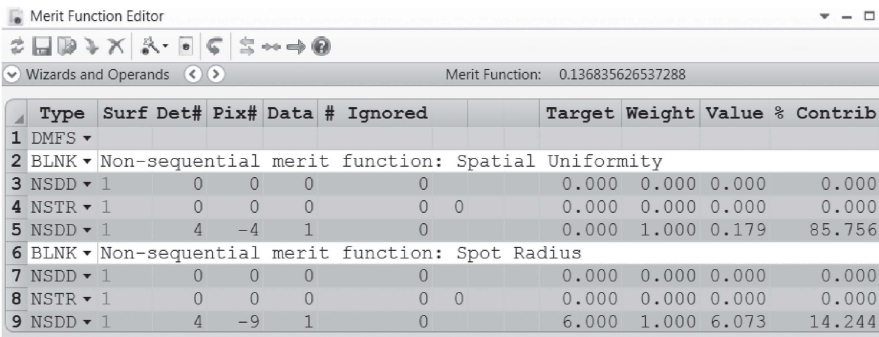 Merit Function Editor
Wizards and Operands Merit Function: 0.136835626537288
Type Surf Det# Pix# Data # Ignored Target Weight Value % Contrib
1 DMFS
2 BLNK Non-sequential merit function: Spatial Uniformity
3 NSDD 1 0 0 0 0 0.000 0.000 0.000 0.000
4 NSTR 1 0 0 0 0 0 0.000 0.000 0.000 0.000
5 NSDD 1 4 -4 1 0 0.000 1.000 0.179 85.756
6 BLNK Non-sequential merit function: Spot Radius
7 NSDD 1 0 0 0 0 0.000 0.000 0.000 0.000
8 NSTR 1 0 0 0 0 0 0.000 0.000 0.000 0.000
9 NSDD 1 4 -9 1 0 6.000 1.000 6.073 14.244